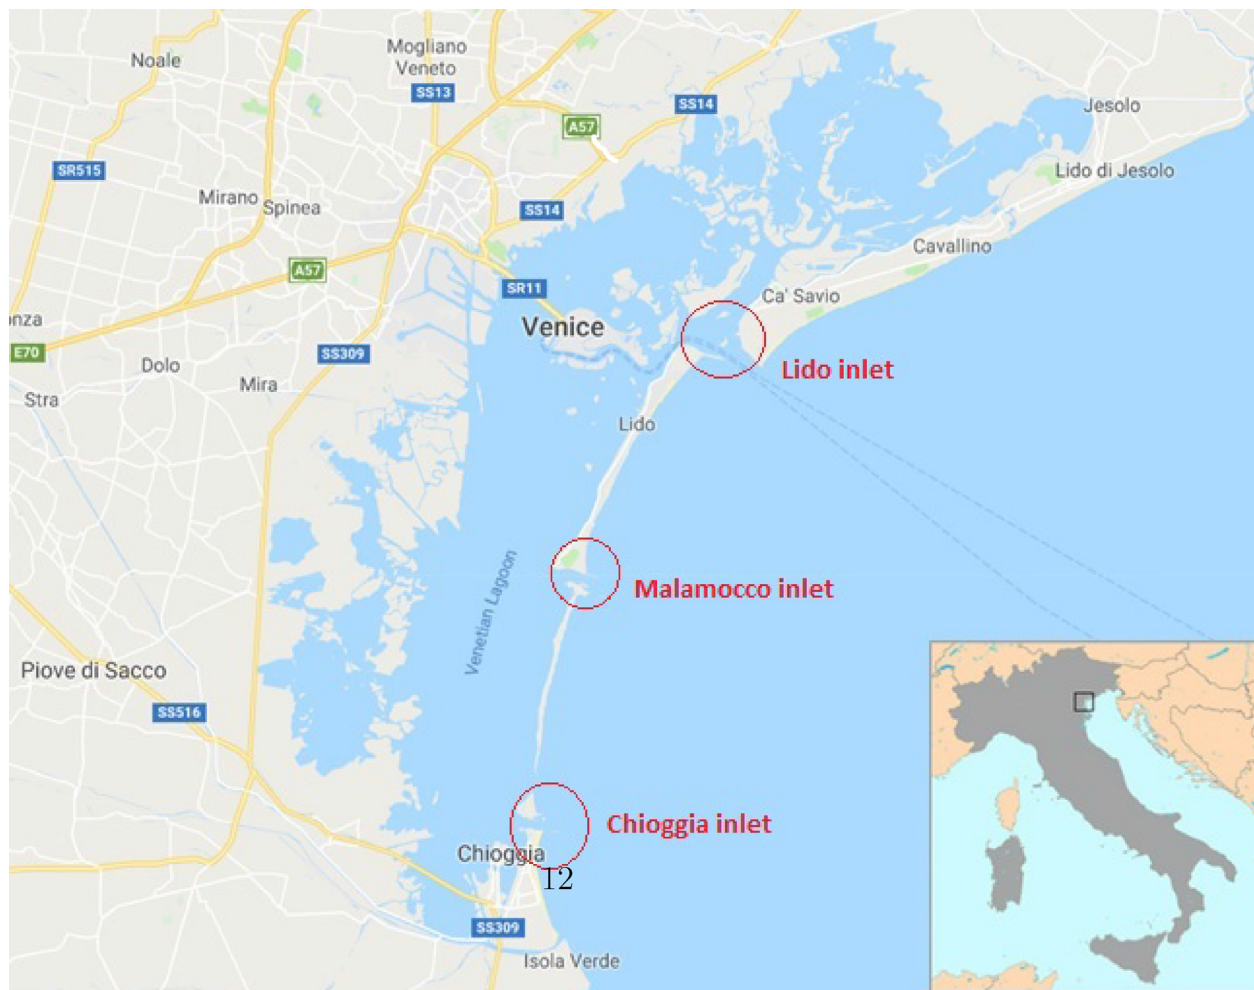 Mogliano
Veneto
Noale
SS13
SS14
Jesolo
A57
SR515
Lido di Jesolo
Mirano
Spinea
SS14
Cavallino
A57
SR11
Ca' Savio
onza
Venice
E70
SS309
Dolo
Lido inlet
Mira
Stra
Lido
Venetian Lagoon
Malamocco inlet
Piove di Sacco
SS516
Chioggia inlet
Chioggia
12
SS309
Isola Verde